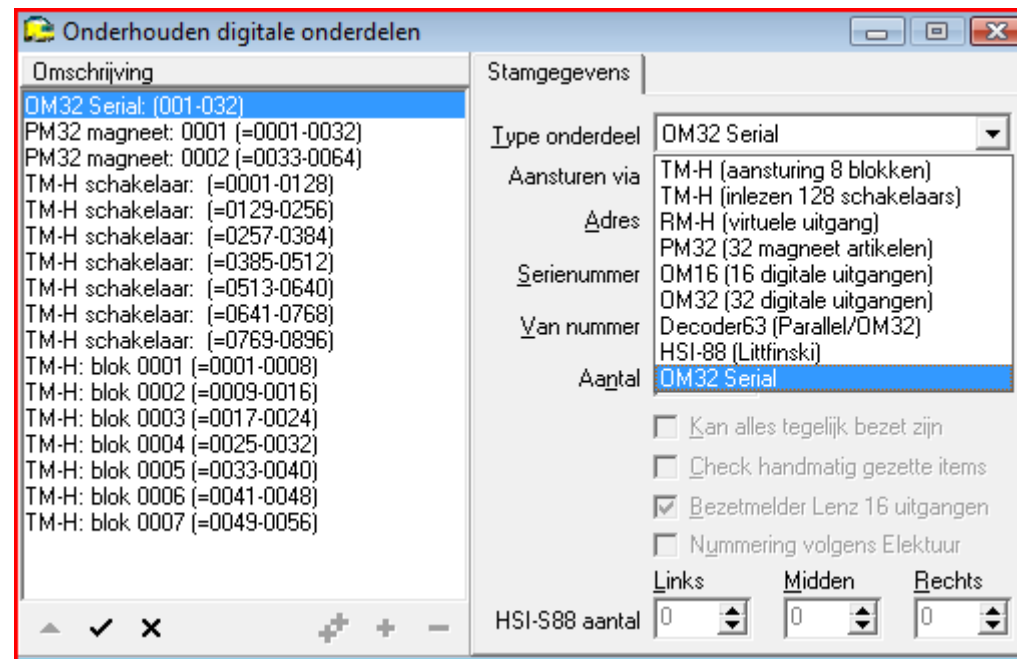 Onderhouden digitale onderdelen
Omschrijving
OM32 Serial: (001-032)
PM32 magneet: 0001 (=0001-0032)
PM32 magneet: 0002 (=0033-0064)
TM-H schakelaar: (=0001-0128)
TM-H schakelaar: (=0129-0256)
TM-H schakelaar: (=0257-0384)
TM-H schakelaar: (=0385-0512)
TM-H schakelaar: (=0513-0640)
TM-H schakelaar: (=0641-0768)
TM-H schakelaar: (=0769-0896)
TM-H: blok 0001 (=0001-0008)
TM-H: blok 0002 (=0009-0016)
TM-H: blok 0003 (=0017-0024)
TM-H: blok 0004 (=0025-0032)
TM-H: blok 0005 (=0033-0040)
TM-H: blok 0006 (=0041-0048)
TM-H: blok 0007 (=0049-0056)
Stamgegevens
Type onderdeel OM32 Serial
Aansturen via
Adres
Serienummer
Van nummer
Aantal
TM-H (aansturing 8 blokken)
TM-H (inlezen 128 schakelaars)
RM-H (virtuele uitgang)
PM32 (32 magneet artikelen)
OM16 (16 digitale uitgangen)
OM32 (32 digitale uitgangen)
Decoder63 (Parallel/OM32)
HSI-88 (Littfinski)
OM32 Serial
Kan alles tegelijk bezet zijn
Check handmatig gezette items
Bezetmelder Lenz 16 uitgangen
Nummering volgens Elektuur
Links Midden Rechts
HSI-S88 aantal 0 0 0